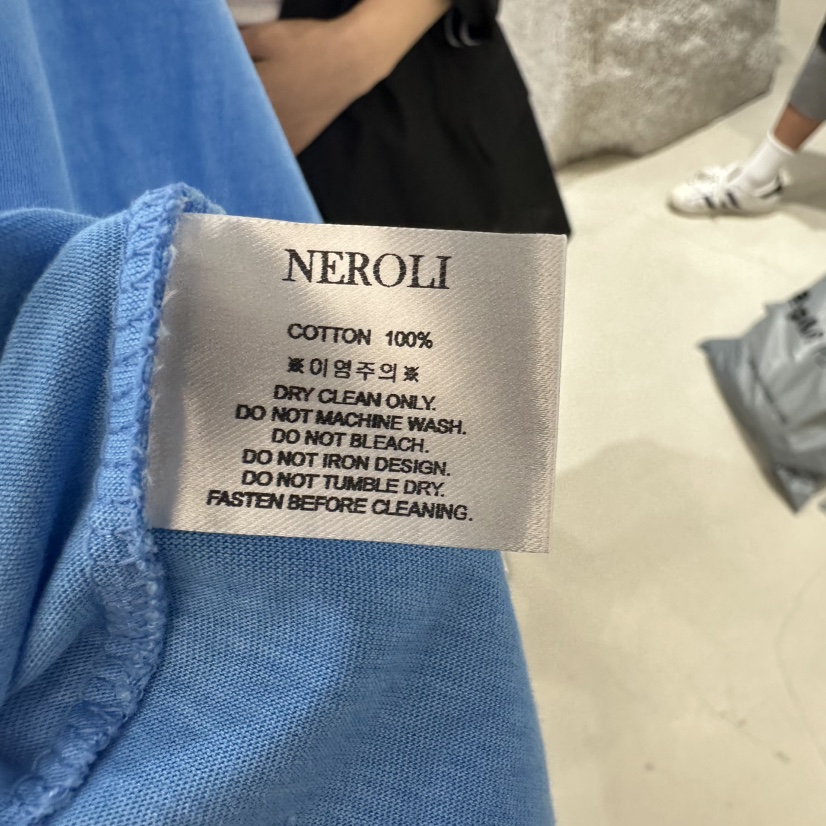 NEROLI
COTTON 100%
※이염주의※
DRY CLEAN ONLY.
DO NOT MACHINE WASH.
DO NOT BLEACH.
DO NOT IRON DESIGN.
DO NOT TUMBLE DRY.
FASTEN BEFORE CLEANING.